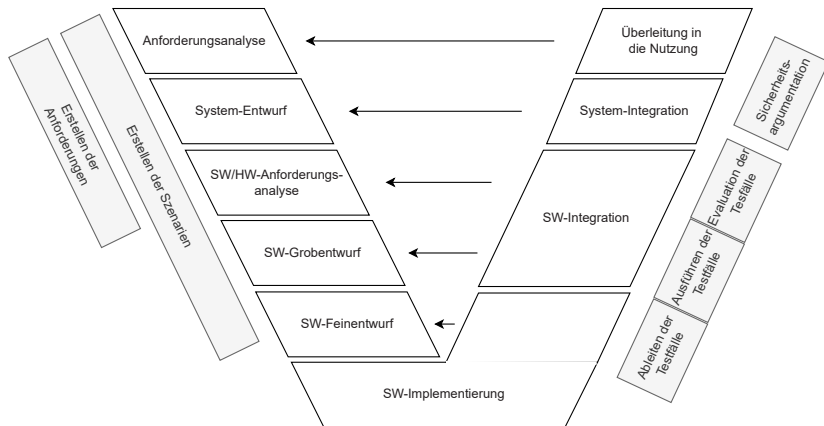 Anforderungsanalyse
Überleitung in
die Nutzung
System-Entwurf
System-Integration
SW/HW-Anforderungs-
analyse
SW-Integration
SW-Grobentwurf
SW-Feinentwurf
SW-Implementierung
Erstellen der
Anforderungen
Erstellen der Szenarien
Sicherheits-
argumentation
Evaluation der
Tesfälle
Ausführen der
Testfälle
Ableiten der
Testfälle